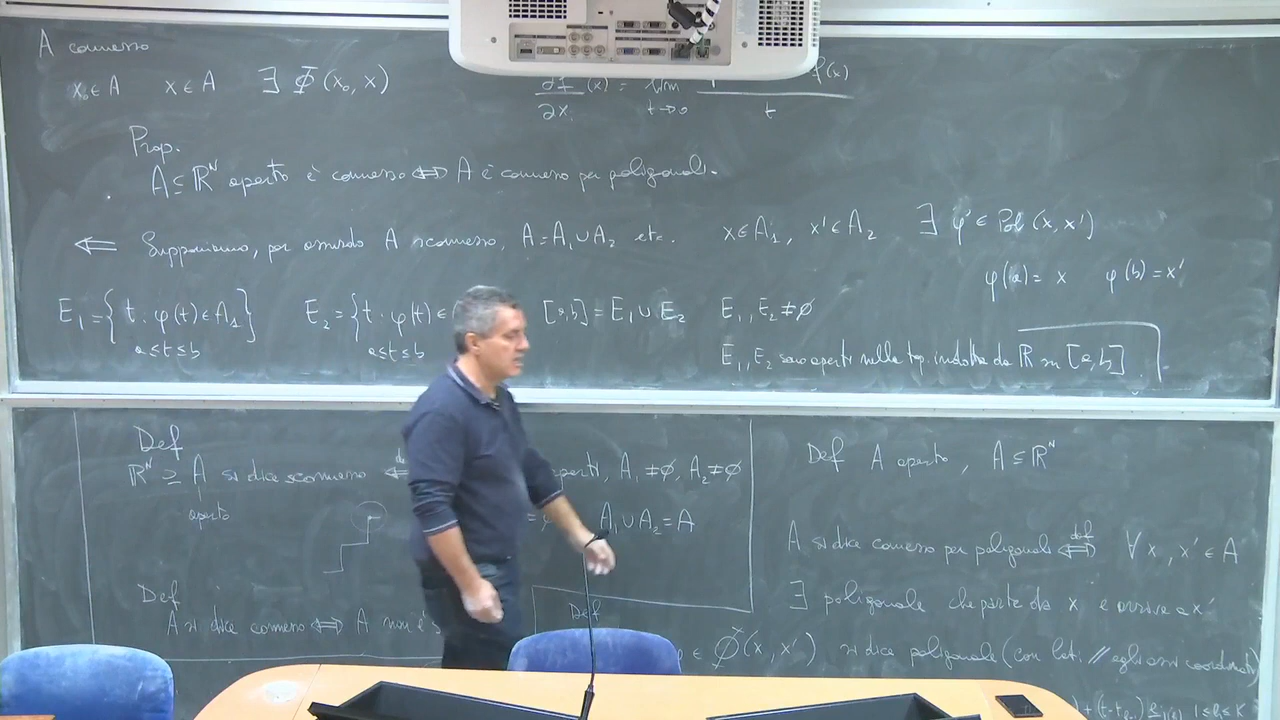 A connesso
x₀∈A x∈A ∃ Φ(x₀, x)
∂f/∂x (x) = lim t→0 f(x) / t
Prop.
A⊆ℝᴺ aperto è connesso ⟺ A è connesso per poligonali.
⟸ Supponiamo, per assurdo A sconnesso, A=A₁∪A₂ etc. x∈A₁, x'∈A₂ ∃ φ∈Pol(x, x')
φ(a)= x φ(b)=x'
E₁={t: φ(t)∈A₁} E₂={t: φ(t)∈ [a,b]=E₁∪E₂ E₁, E₂≠∅
a≤t≤b a≤t≤b
E₁, E₂ sono aperti nella top. indotta da ℝ su [a,b]
Def
ℝᴺ ⊇ A si dice sconnesso ⟺ aperti, A₁≠∅, A₂≠∅
aperto
A₁∪A₂=A
Def
A si dice connesso ⟺ A non è
Def A aperto, A⊆ℝᴺ
A si dice connesso per poligonali ⟺ def ∀x, x'∈A
∃ poligonale che parte da x e arriva a x'
Def
φ∈ Φ(x, x') si dice poligonale (con lati // agli assi coordinati